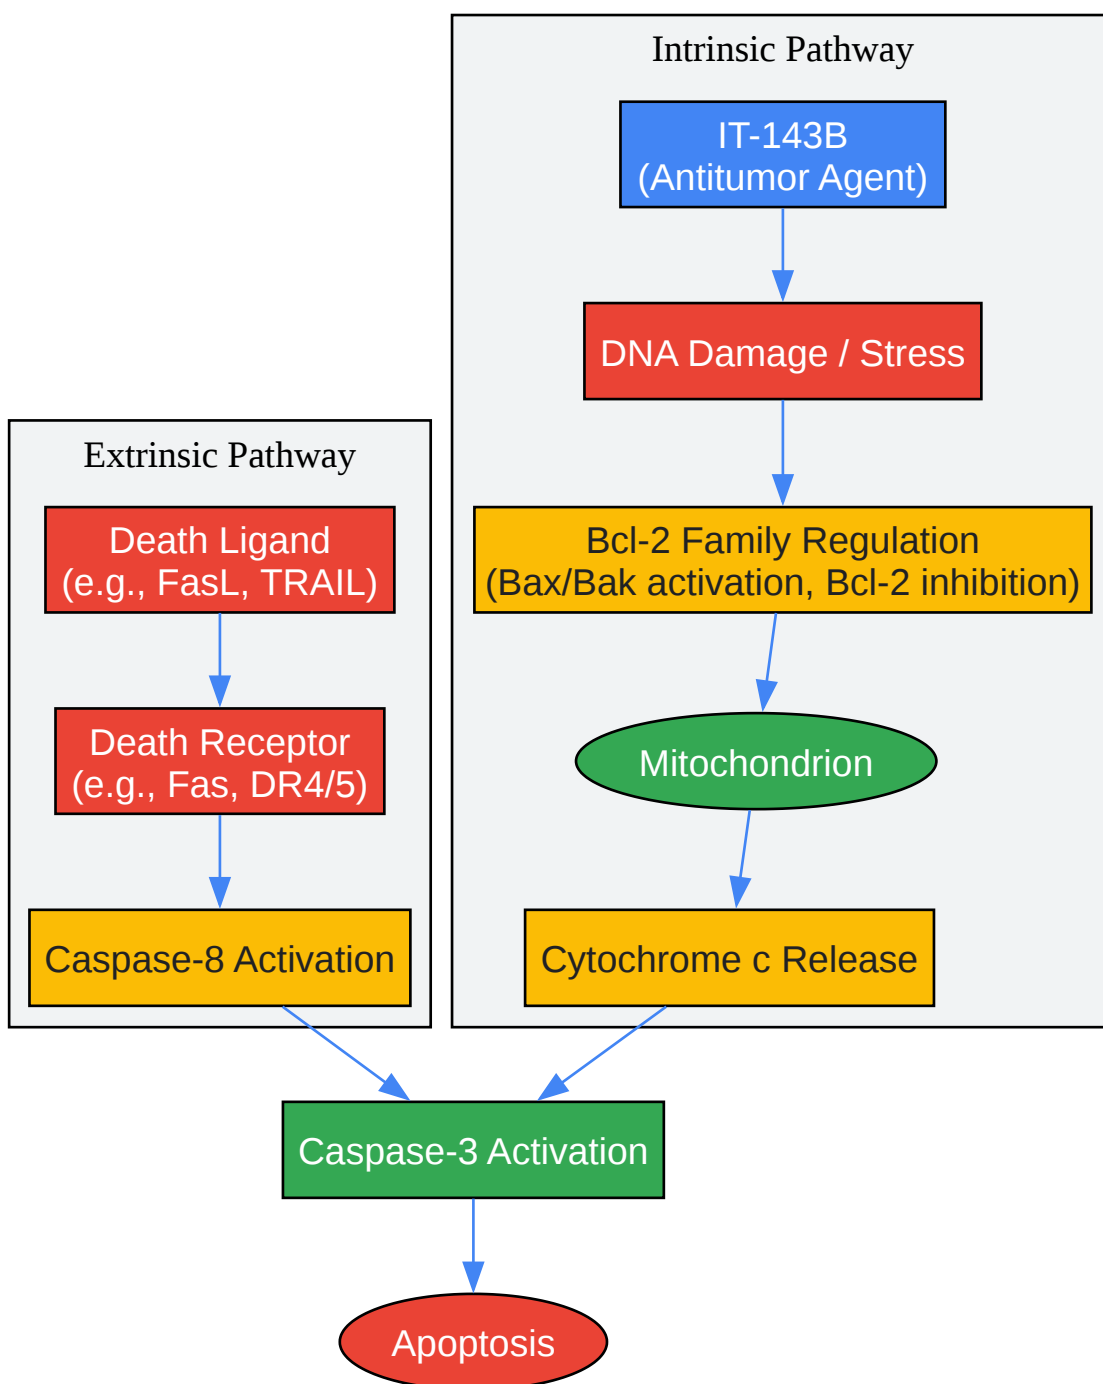 Intrinsic Pathway
IT-143B
(Antitumor Agent)
DNA Damage / Stress
Bcl-2 Family Regulation
(Bax/Bak activation, Bcl-2 inhibition)
Mitochondrion
Cytochrome c Release
Extrinsic Pathway
Death Ligand
(e.g., FasL, TRAIL)
Death Receptor
(e.g., Fas, DR4/5)
Caspase-8 Activation
Caspase-3 Activation
Apoptosis